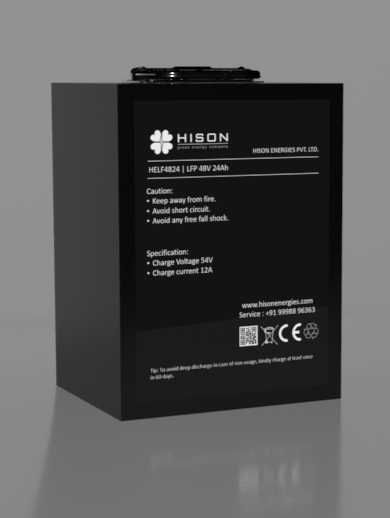 HISON
green energy company
HISON ENERGIES PVT. LTD.
HELF4824 | LFP 48V 24Ah
Caution:
• Keep away from fire.
• Avoid short circuit.
• Avoid any free fall shock.
Specification:
• Charge Voltage 54V
• Charge current 12A
www.hisonenergies.com
Service : +91 99988 96363
CE
Tip: To avoid deep discharge in case of non usage, kindly charge at least once
in 60 days.